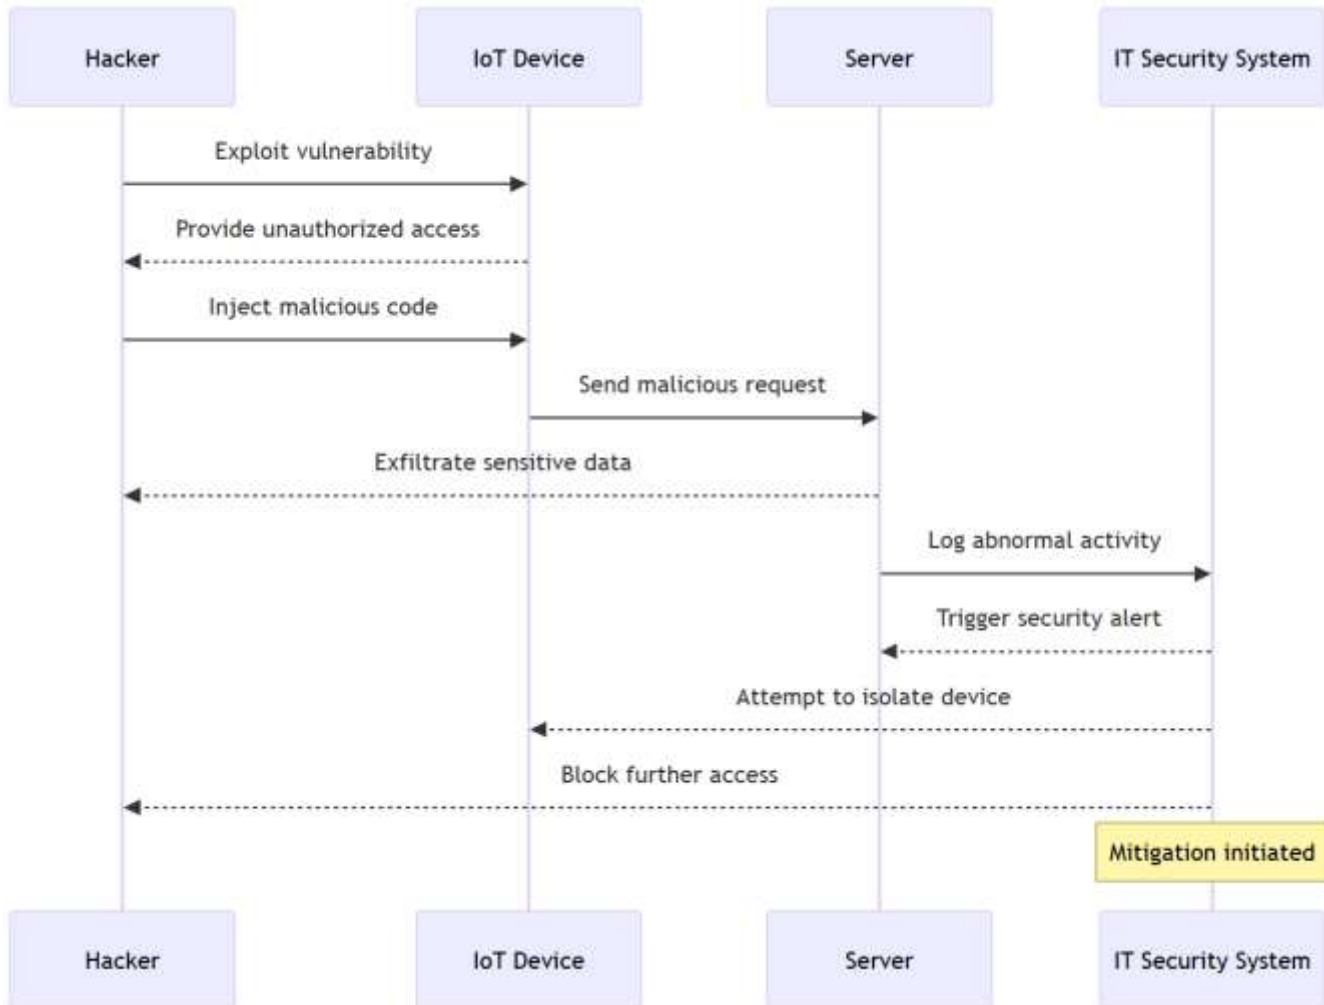 Hacker
IoT Device
Server
IT Security System
Exploit vulnerability
Provide unauthorized access
Inject malicious code
Send malicious request
Exfiltrate sensitive data
Log abnormal activity
Trigger security alert
Attempt to isolate device
Block further access
Mitigation initiated
Hacker
IoT Device
Server
IT Security System